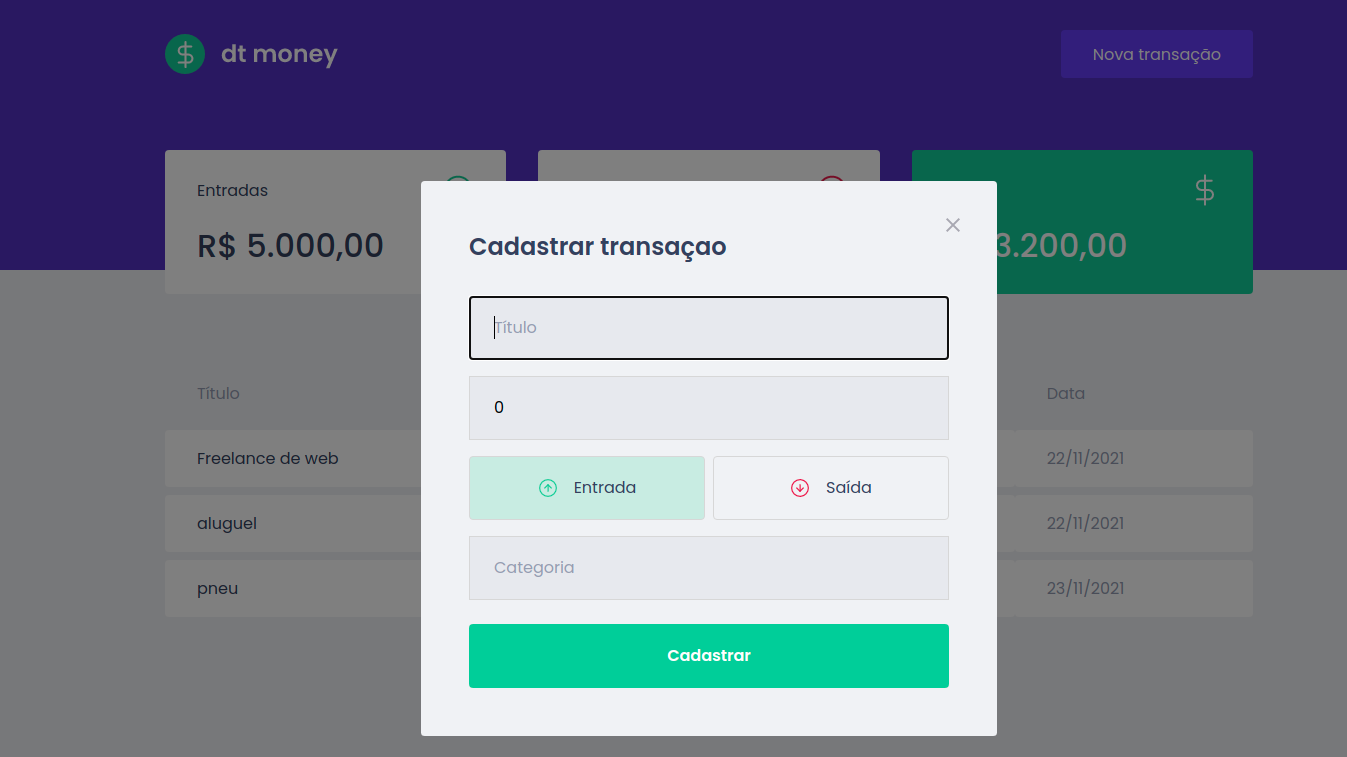 dt money
Nova transação
Entradas
R$ 5.000,00
3.200,00
Cadastrar transaçao
Título
0
Entrada
Saída
Categoria
Cadastrar
Título
Data
Freelance de web
22/11/2021
aluguel
22/11/2021
pneu
23/11/2021